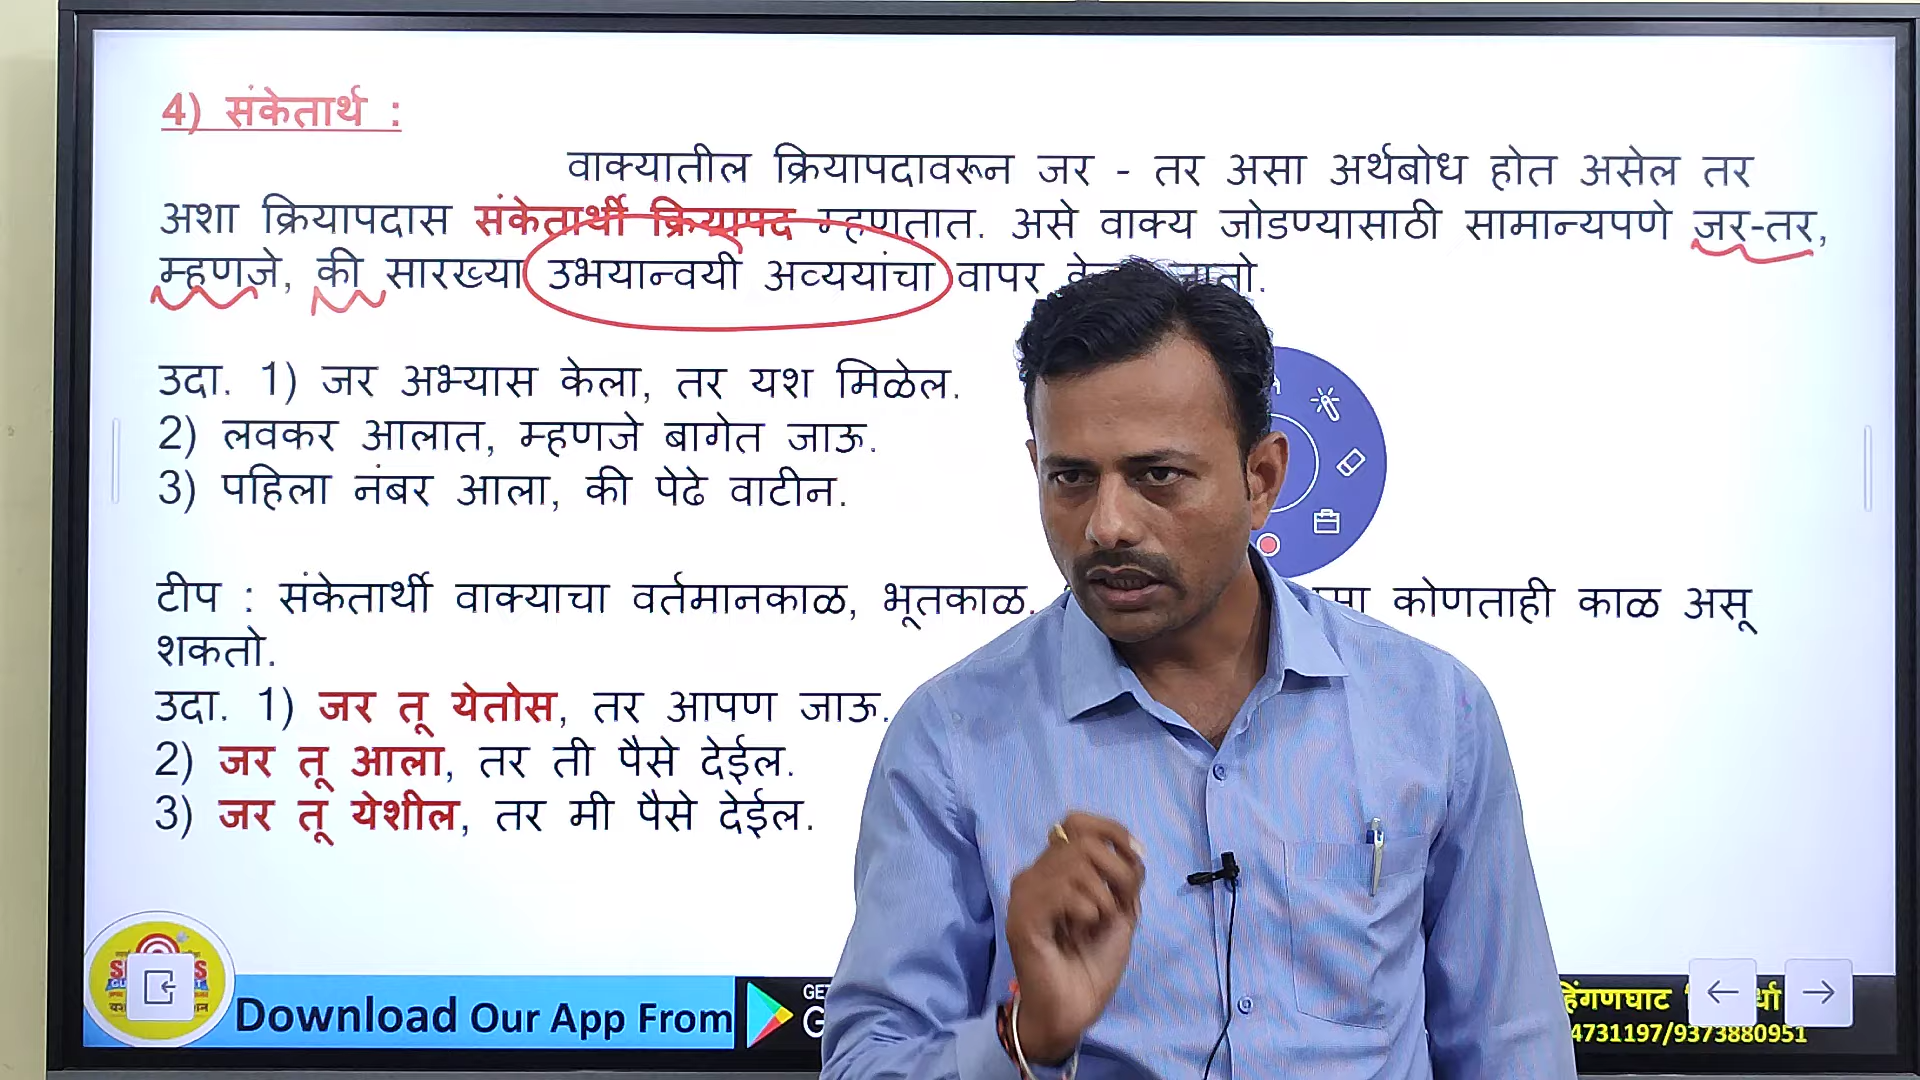 4) संकेतार्थ :
वाक्यातील क्रियापदावरून जर - तर असा अर्थबोध होत असेल तर
अशा क्रियापदास संकेतार्थी क्रियापद म्हणतात. असे वाक्य जोडण्यासाठी सामान्यपणे जर-तर,
म्हणजे, की सारख्या उभयान्वयी अव्ययांचा वापर
उदा. 1) जर अभ्यास केला, तर यश मिळेल.
2) लवकर आलात, म्हणजे बागेत जाऊ.
3) पहिला नंबर आला, की पेढे वाटीन.
टीप : संकेतार्थी वाक्याचा वर्तमानकाळ, भूतकाळ. कोणताही काळ असू
शकतो.
उदा. 1) जर तू येतोस, तर आपण जाऊ.
2) जर तू आला, तर ती पैसे देईल.
3) जर तू येशील, तर मी पैसे देईल.
Download Our App From
हिंगणघाट
4731197/9373880951